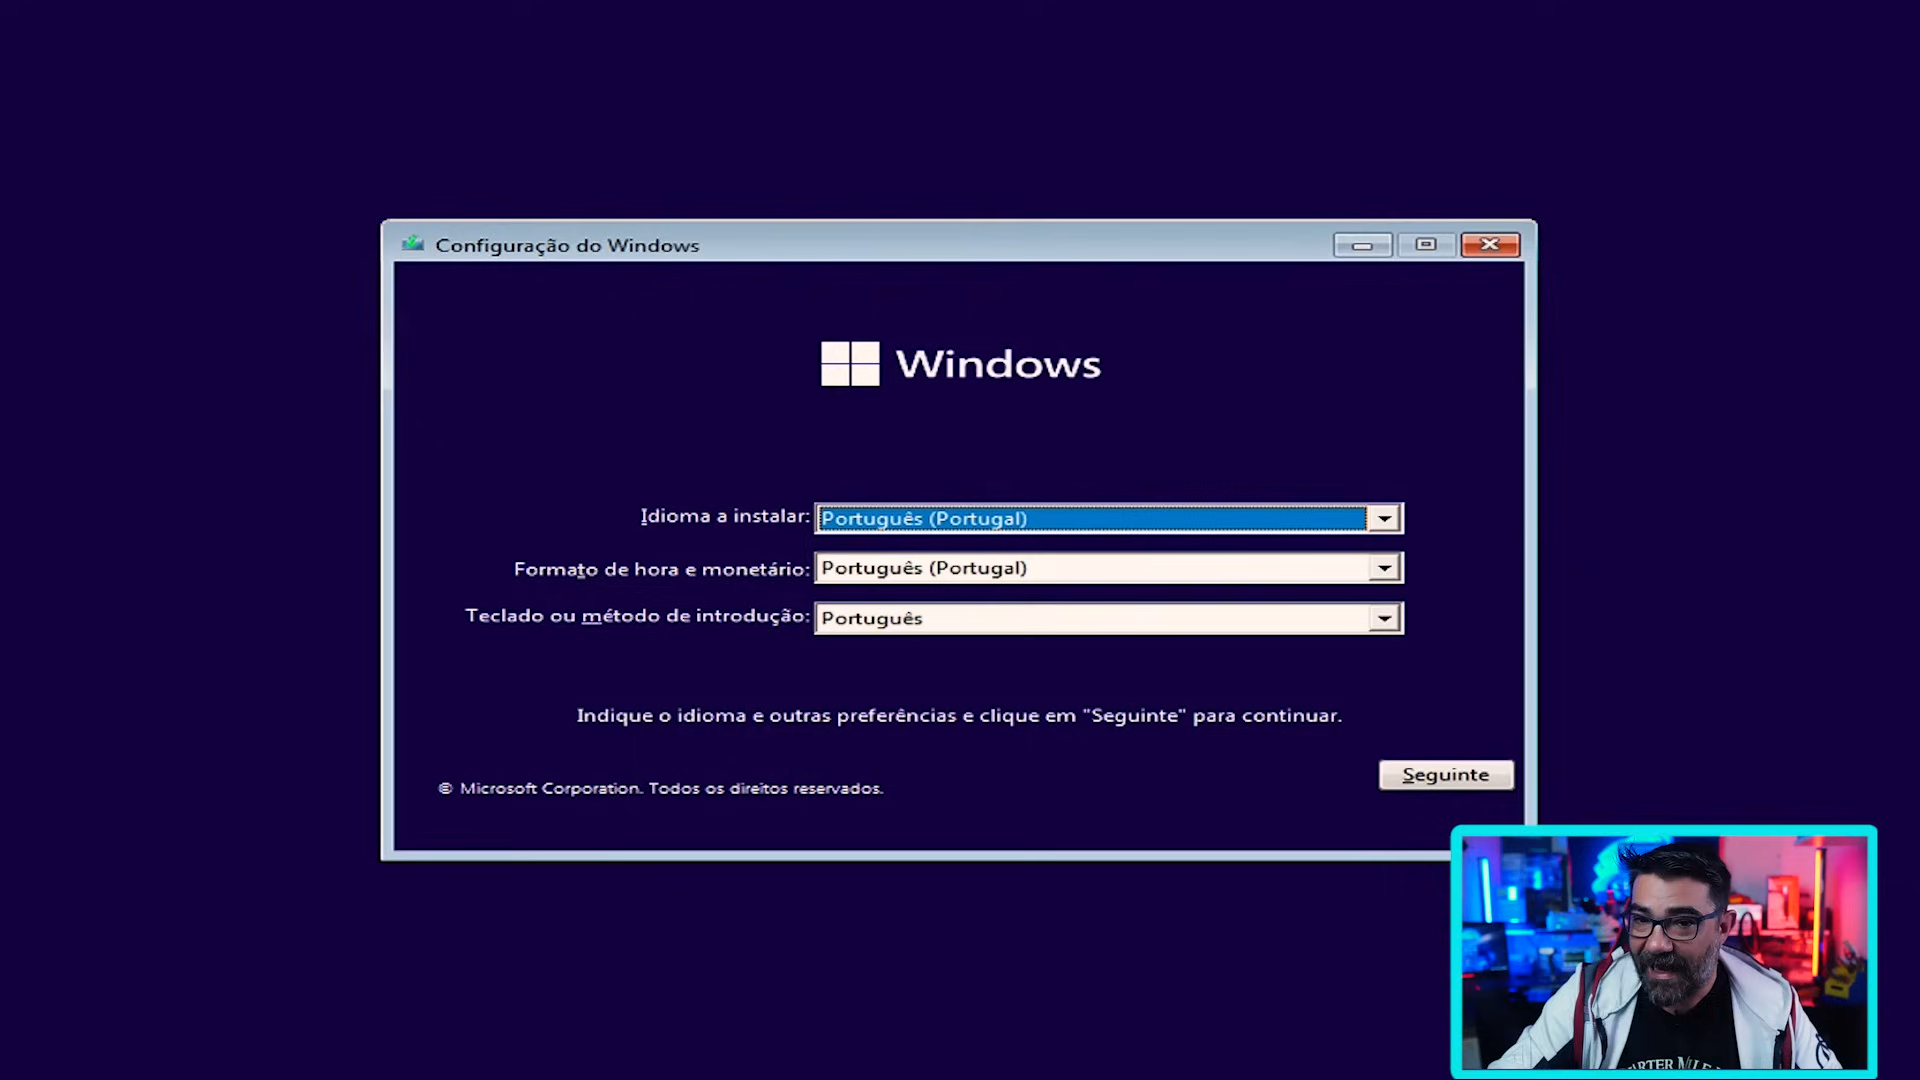 Configuração do Windows
Windows
Idioma a instalar: Português (Portugal)
Formato de hora e monetário: Português (Portugal)
Teclado ou método de introdução: Português
Indique o idioma e outras preferências e clique em "Seguinte" para continuar.
Seguinte
© Microsoft Corporation. Todos os direitos reservados.